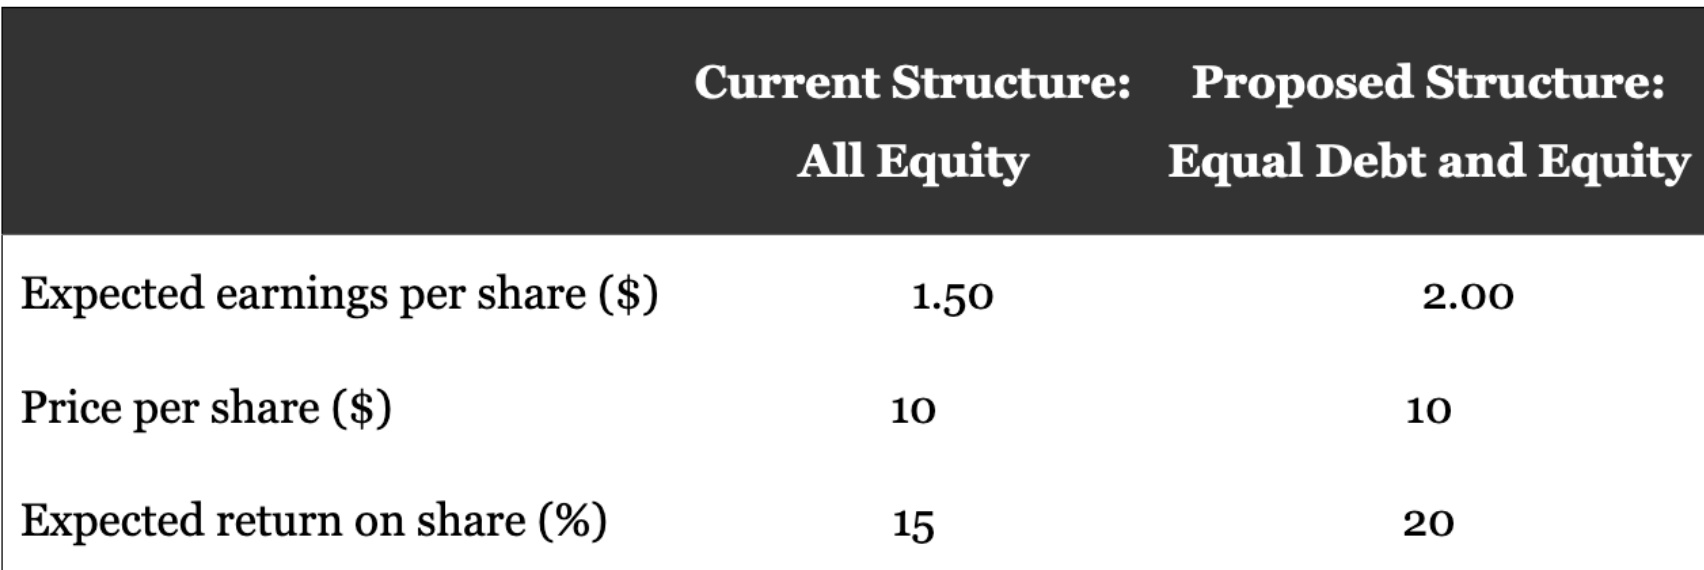 Current Structure: Proposed Structure:
All Equity Equal Debt and Equity
Expected earnings per share ($) 1.50 2.00
Price per share ($) 10 10
Expected return on share (%) 15 20